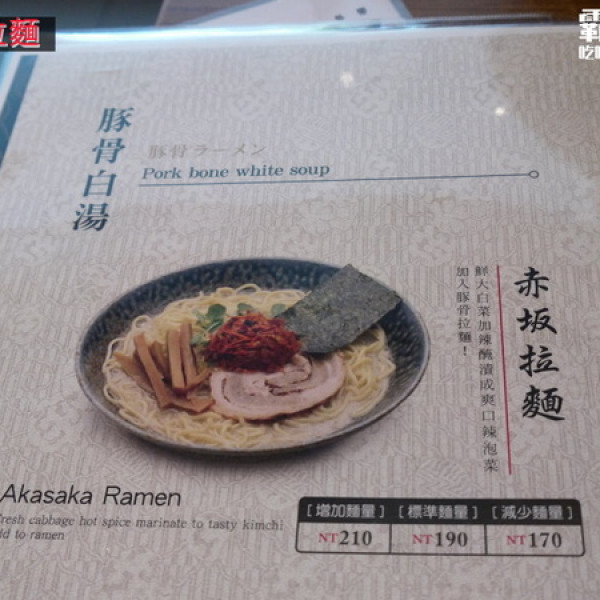 拉麵
豚骨白湯
豚骨ラーメン
Pork bone white soup
赤坂拉麵
鮮大白菜加辣醃漬成爽口辣泡菜
加入豚骨拉麵！
Akasaka Ramen
fresh cabbage hot spice marinate to tasty kimchi
to ramen
[增加麵量] [標準麵量] [減少麵量]
NT210 NT190 NT170